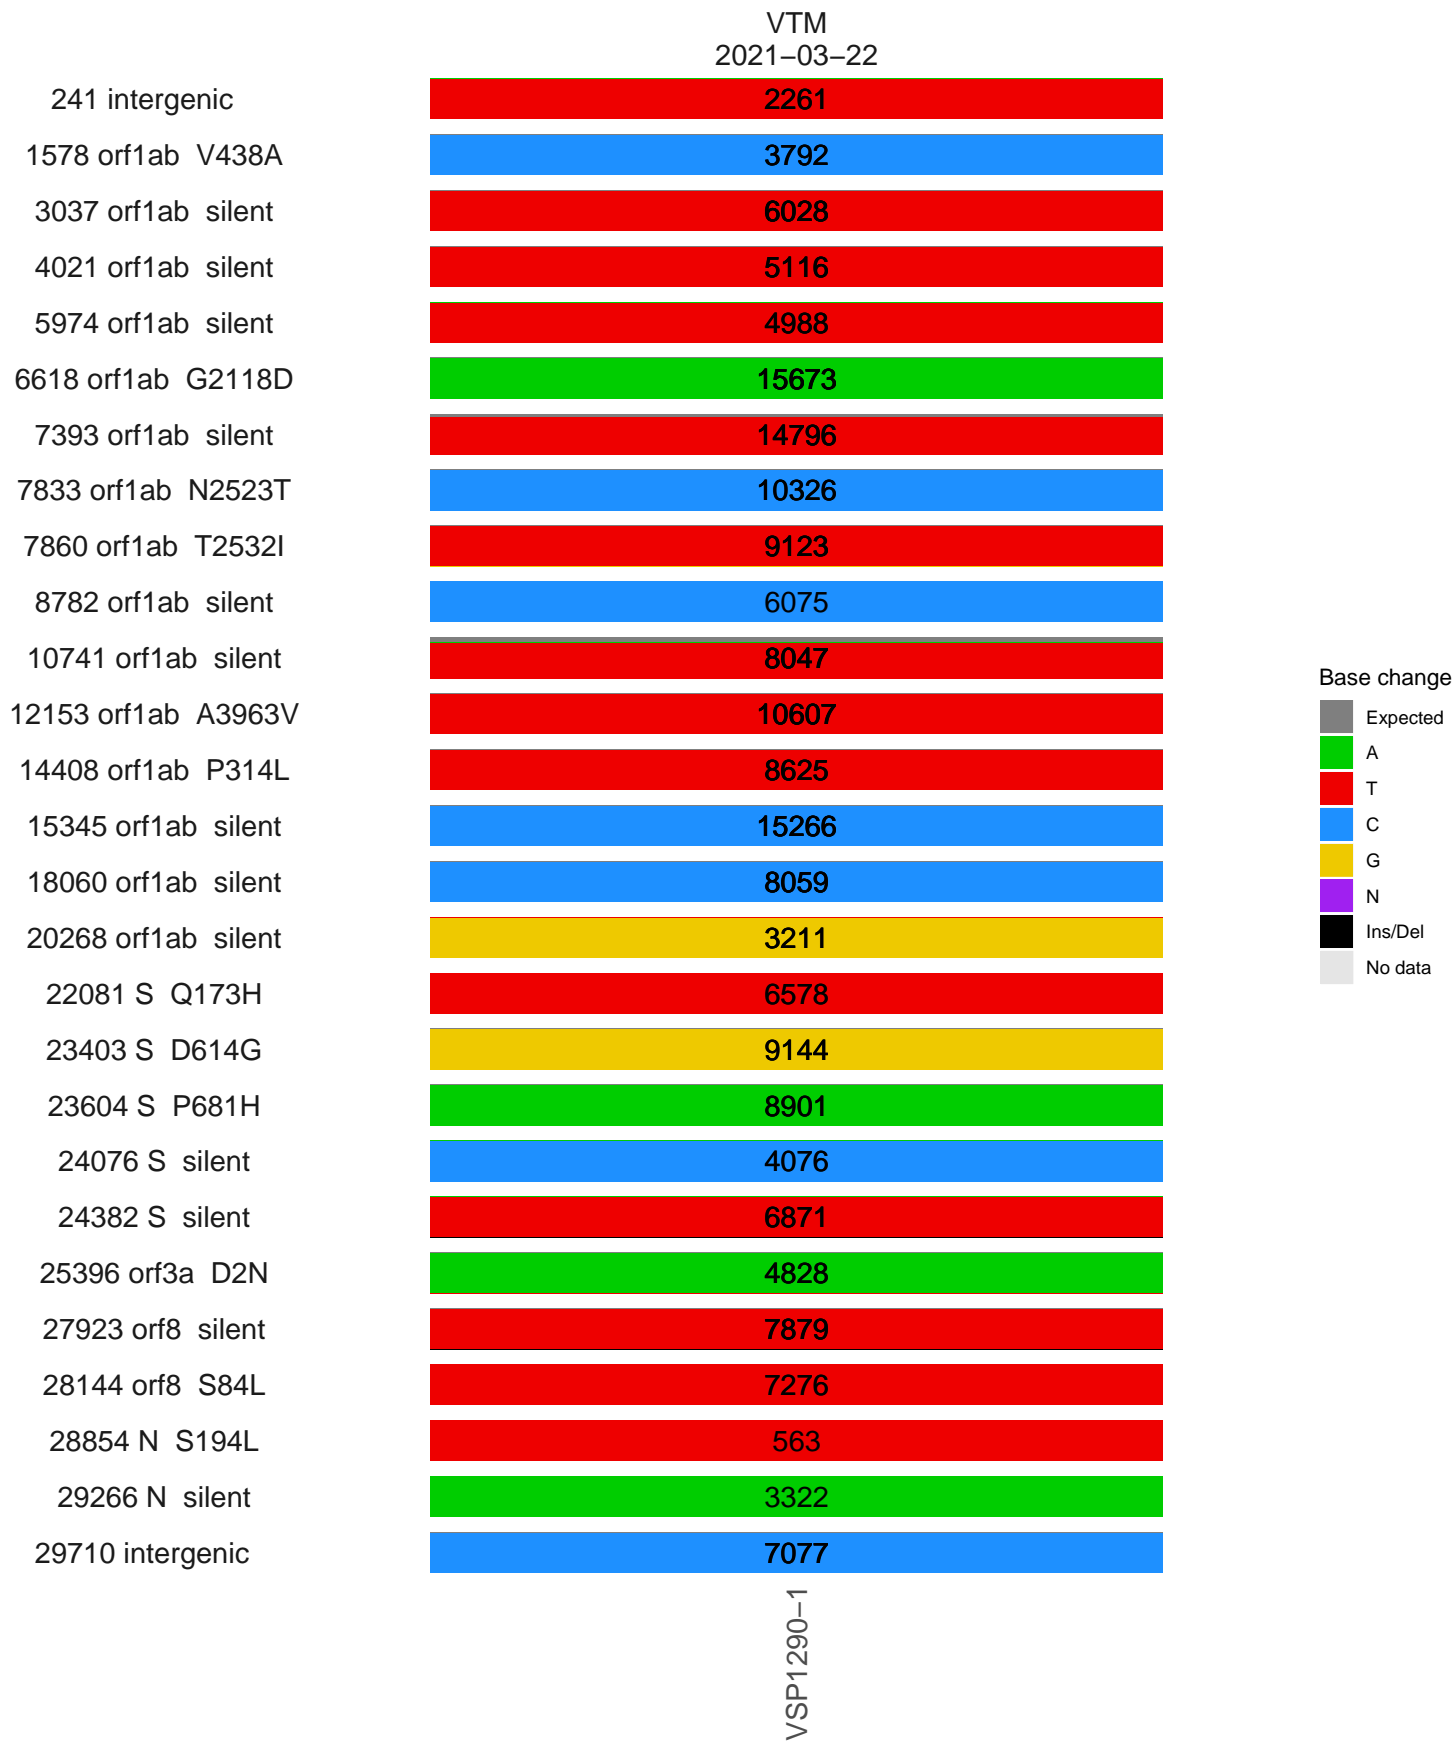 VTM
2021−03−22
241 intergenic 2261
1578 orf1ab V438A 3792
3037 orf1ab silent 6028
4021 orf1ab silent 5116
5974 orf1ab silent 4988
6618 orf1ab G2118D 15673
7393 orf1ab silent 14796
7833 orf1ab N2523T 10326
7860 orf1ab T2532I 9123
8782 orf1ab silent 6075
10741 orf1ab silent 8047
12153 orf1ab A3963V 10607
14408 orf1ab P314L 8625
15345 orf1ab silent 15266
18060 orf1ab silent 8059
20268 orf1ab silent 3211
22081 S Q173H 6578
23403 S D614G 9144
23604 S P681H 8901
24076 S silent 4076
24382 S silent 6871
25396 orf3a D2N 4828
27923 orf8 silent 7879
28144 orf8 S84L 7276
28854 N S194L 563
29266 N silent 3322
29710 intergenic 7077
VSP1290−1
Base change
Expected
A
T
C
G
N
Ins/Del
No data